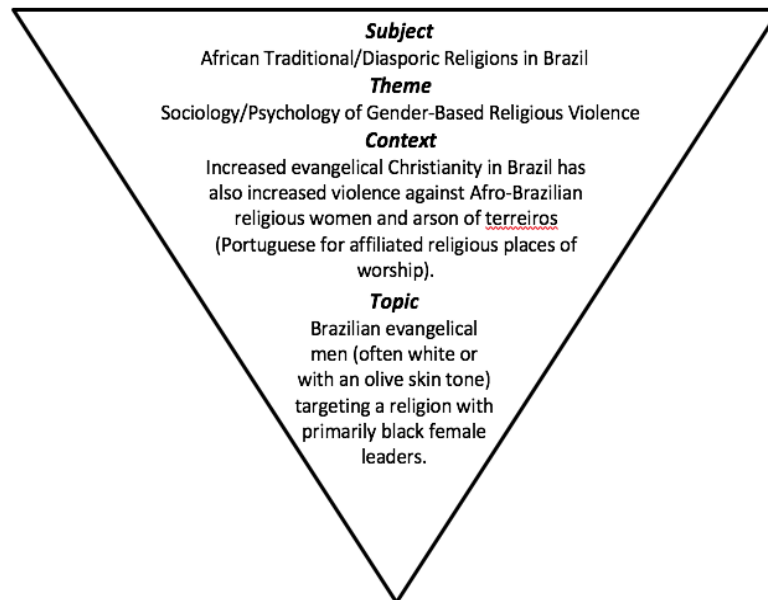 Subject
African Traditional/Diasporic Religions in Brazil
Theme
Sociology/Psychology of Gender-Based Religious Violence
Context
Increased evangelical Christianity in Brazil has
also increased violence against Afro-Brazilian
religious women and arson of terreiros
(Portuguese for affiliated religious places of
worship).
Topic
Brazilian evangelical
men (often white or
with an olive skin tone)
targeting a religion with
primarily black female
leaders.